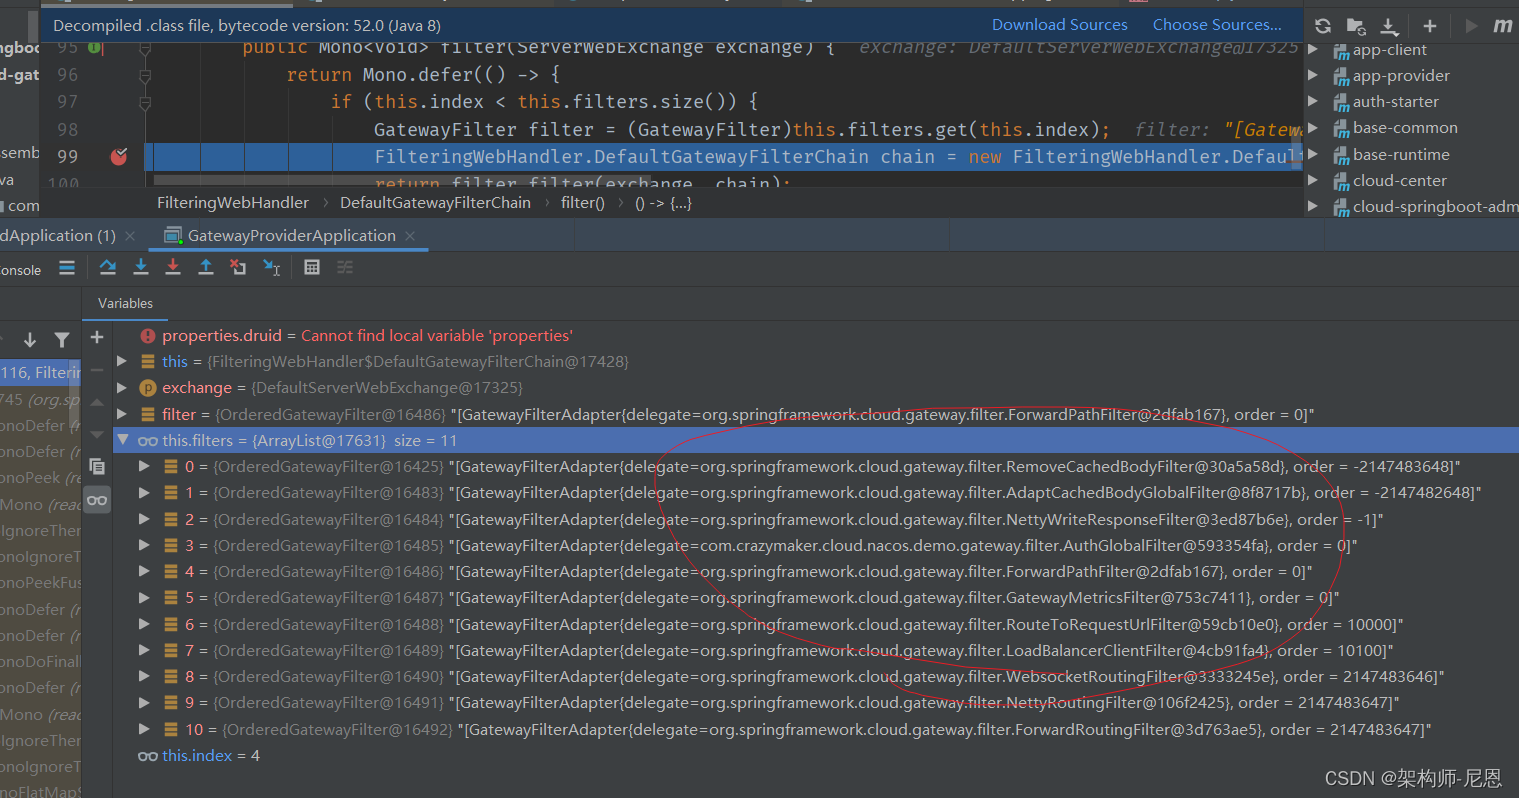 Decompiled .class file, bytecode version: 52.0 (Java 8) Download Sources Choose Sources...
95 public Mono<Void> filter(ServerWebExchange exchange) { exchange: DefaultServerWebExchange@17325
96 return Mono.defer(() -> {
97 if (this.index < this.filters.size()) {
98 GatewayFilter filter = (GatewayFilter)this.filters.get(this.index); filter: "[Gatewa
99 FilteringWebHandler.DefaultGatewayFilterChain chain = new FilteringWebHandler.Defaul
100 return filter.filter(exchange, chain);
FilteringWebHandler > DefaultGatewayFilterChain > filter() > () -> {...}
ngboo
d-gat
ssemb
va
com
m
app-client
app-provider
auth-starter
base-common
base-runtime
cloud-center
cloud-springboot-adm
dApplication (1) × GatewayProviderApplication ×
onsole
Variables
116, Filterin
745 (org.sp
onoDefer (r
onoDefer (r
onoPeek (re
Mono (reac
IgnoreTher
onoIgnoreT
onoPeekFus
onoDefer (r
onoDefer (r
onoDoFinall
onoDefer (r
Mono (reac
IgnoreTher
onoIgnoreT
noFlatMapS
properties.druid = Cannot find local variable 'properties'
this = {FilteringWebHandler$DefaultGatewayFilterChain@17428}
p exchange = {DefaultServerWebExchange@17325}
filter = {OrderedGatewayFilter@16486} "[GatewayFilterAdapter{delegate=org.springframework.cloud.gateway.filter.ForwardPathFilter@2dfab167}, order = 0]"
this.filters = {ArrayList@17631} size = 11
0 = {OrderedGatewayFilter@16425} "[GatewayFilterAdapter{delegate=org.springframework.cloud.gateway.filter.RemoveCachedBodyFilter@30a5a58d}, order = -2147483648]"
1 = {OrderedGatewayFilter@16483} "[GatewayFilterAdapter{delegate=org.springframework.cloud.gateway.filter.AdaptCachedBodyGlobalFilter@8f8717b}, order = -2147482648]"
2 = {OrderedGatewayFilter@16484} "[GatewayFilterAdapter{delegate=org.springframework.cloud.gateway.filter.NettyWriteResponseFilter@3ed87b6e}, order = -1]"
3 = {OrderedGatewayFilter@16485} "[GatewayFilterAdapter{delegate=com.crazymaker.cloud.nacos.demo.gateway.filter.AuthGlobalFilter@593354fa}, order = 0]"
4 = {OrderedGatewayFilter@16486} "[GatewayFilterAdapter{delegate=org.springframework.cloud.gateway.filter.ForwardPathFilter@2dfab167}, order = 0]"
5 = {OrderedGatewayFilter@16487} "[GatewayFilterAdapter{delegate=org.springframework.cloud.gateway.filter.GatewayMetricsFilter@753c7411}, order = 0]"
6 = {OrderedGatewayFilter@16488} "[GatewayFilterAdapter{delegate=org.springframework.cloud.gateway.filter.RouteToRequestUrlFilter@59cb10e0}, order = 10000]"
7 = {OrderedGatewayFilter@16489} "[GatewayFilterAdapter{delegate=org.springframework.cloud.gateway.filter.LoadBalancerClientFilter@4cb91fa4}, order = 10100]"
8 = {OrderedGatewayFilter@16490} "[GatewayFilterAdapter{delegate=org.springframework.cloud.gateway.filter.WebsocketRoutingFilter@3333245e}, order = 2147483646]"
9 = {OrderedGatewayFilter@16491} "[GatewayFilterAdapter{delegate=org.springframework.cloud.gateway.filter.NettyRoutingFilter@106f2425}, order = 2147483647]"
10 = {OrderedGatewayFilter@16492} "[GatewayFilterAdapter{delegate=org.springframework.cloud.gateway.filter.ForwardRoutingFilter@3d763ae5}, order = 2147483647]"
this.index = 4
CSDN @架构师-尼恩